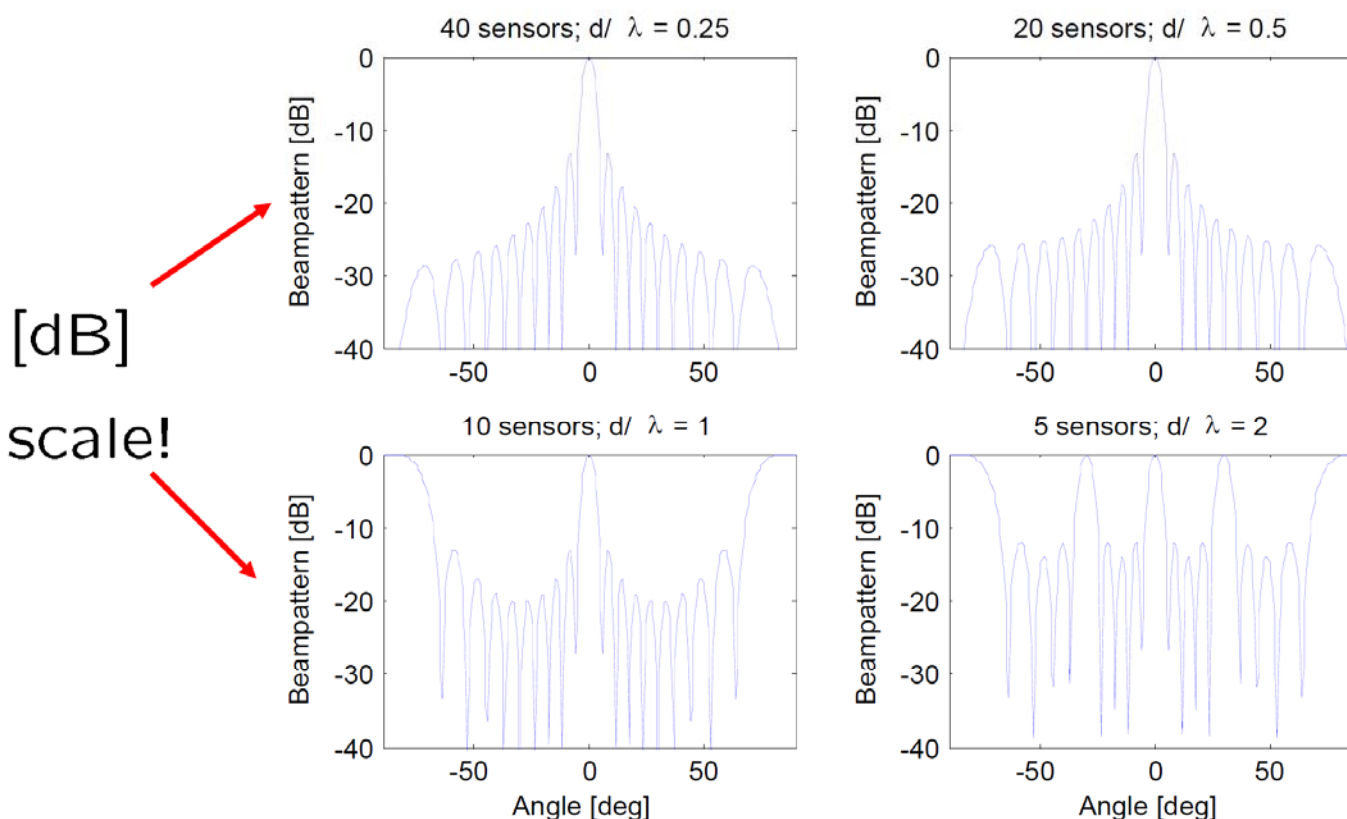 40 sensors; d/ λ = 0.25
0
-10
-20
-30
-40
Beampattern [dB]
-50 0 50
20 sensors; d/ λ = 0.5
0
-10
-20
-30
-40
Beampattern [dB]
-50 0 50
[dB]
scale!
10 sensors; d/ λ = 1
0
-10
-20
-30
-40
Beampattern [dB]
-50 0 50
Angle [deg]
5 sensors; d/ λ = 2
0
-10
-20
-30
-40
Beampattern [dB]
-50 0 50
Angle [deg]